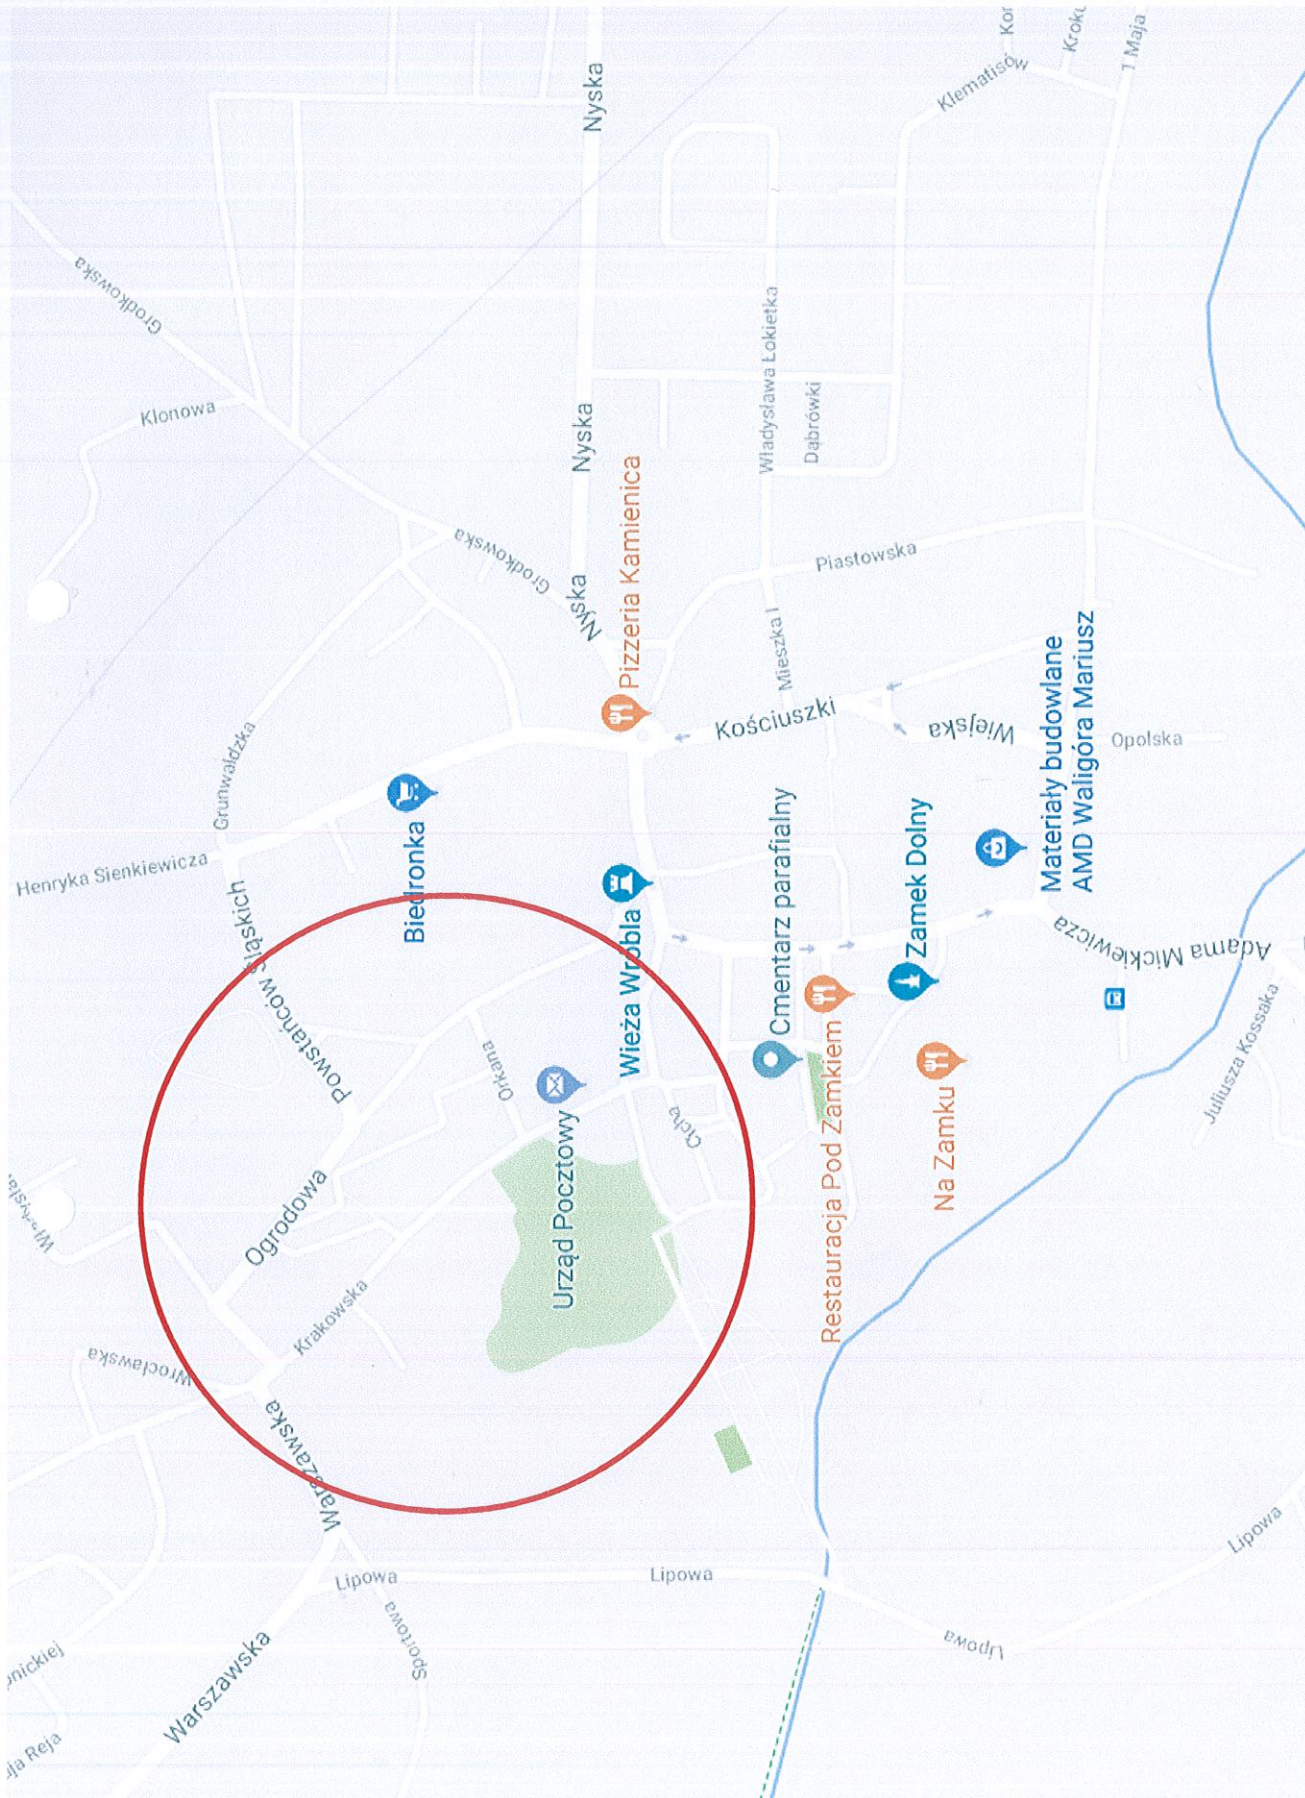 Kroku
1 Maja
Klematisów
Nyska
Grodkowska
Klonowa
Władysława Łokietka
Dąbrówki
Nyska
Grodkowska
Nyska
Pizzeria Kamienica
Piastowska
Mieszka I
Kościuszki
Wiejska
Opolska
Materiały budowlane
AMD Waligóra Mariusz
Grunwaldzka
Henryka Sienkiewicza
Biedronka
Powstańców Śląskich
Wieża Wróbla
Cmentarz parafialny
Zamek Dolny
Adama Mickiewicza
Juliusza Kossaka
Restauracja Pod Zamkiem
Na Zamku
Orkana
Cicha
Urząd Pocztowy
Ogrodowa
Krakowska
Wrocławska
Warszawska
Lipowa
Lipowa
Lipowa
Lipowa
Sportowa
Warszawska